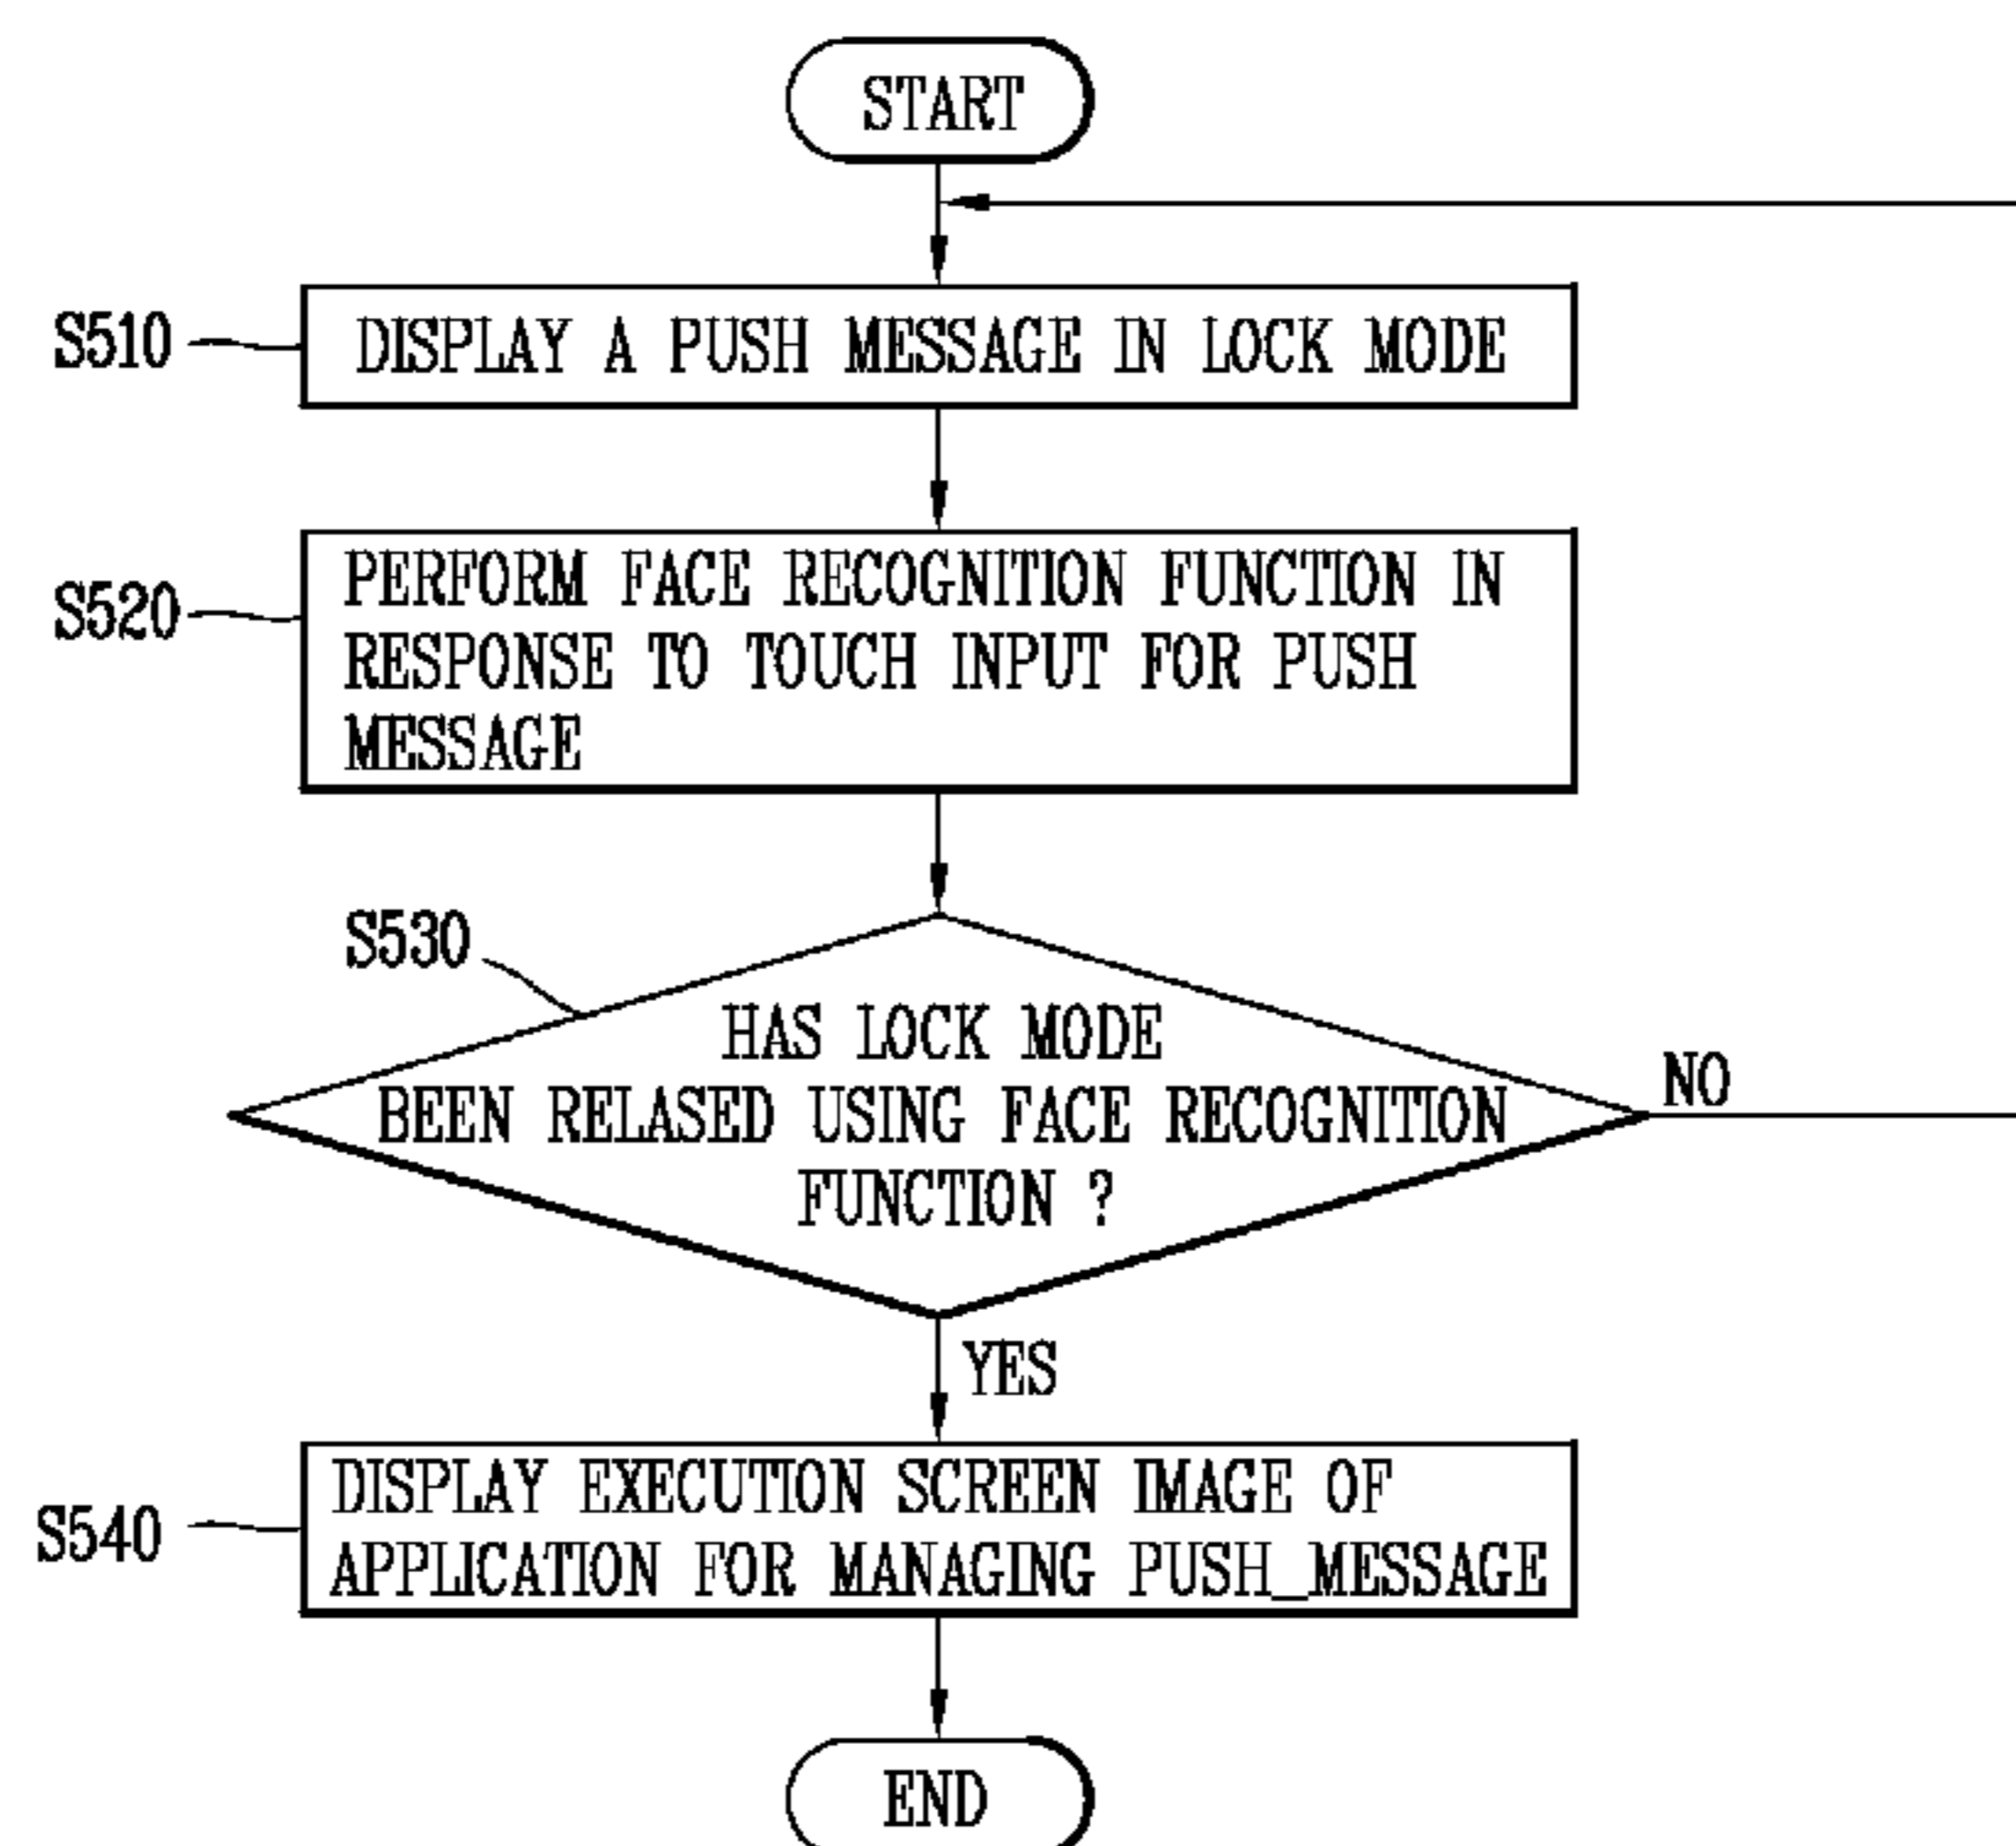 START
S510
DISPLAY A PUSH MESSAGE IN LOCK MODE
S520
PERFORM FACE RECOGNITION FUNCTION IN
RESPONSE TO TOUCH INPUT FOR PUSH
MESSAGE
S530
HAS LOCK MODE
BEEN RELASED USING FACE RECOGNITION
FUNCTION ?
NO
YES
S540
DISPLAY EXECUTION SCREEN IMAGE OF
APPLICATION FOR MANAGING PUSH_MESSAGE
END